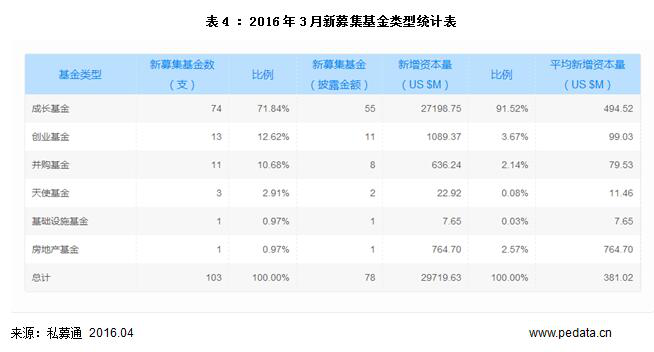 表 4 ：2016 年 3 月新募集基金类型统计表
基金类型 新募集基金数（支） 比例 新募集基金（披露金额） 新增资本量（US $M） 比例 平均新增资本量（US $M）
成长基金 74 71.84% 55 27198.75 91.52% 494.52
创业基金 13 12.62% 11 1089.37 3.67% 99.03
并购基金 11 10.68% 8 636.24 2.14% 79.53
天使基金 3 2.91% 2 22.92 0.08% 11.46
基础设施基金 1 0.97% 1 7.65 0.03% 7.65
房地产基金 1 0.97% 1 764.70 2.57% 764.70
总计 103 100.00% 78 29719.63 100.00% 381.02
来源：私募通 2016.04 www.pedata.cn